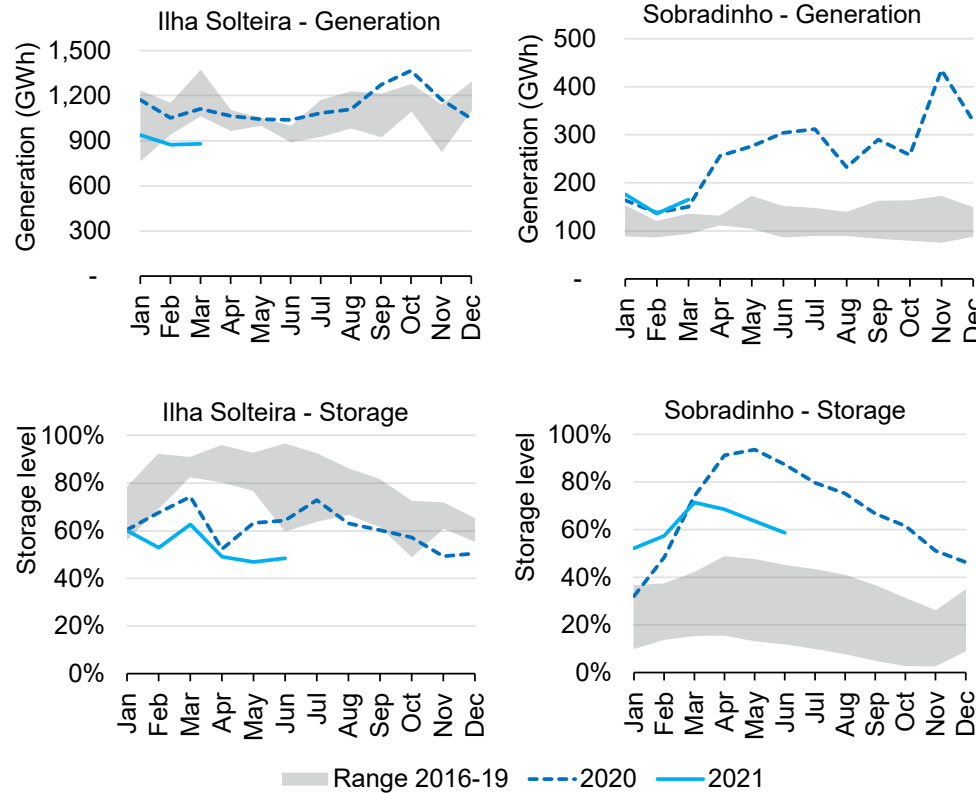 Ilha Solteira - Generation
Generation (GWh)
1,500
1,200
900
600
300
-
Jan
Feb
Mar
Apr
May
Jun
Jul
Aug
Sep
Oct
Nov
Dec
Sobradinho - Generation
Generation (GWh)
500
400
300
200
100
-
Jan
Feb
Mar
Apr
May
Jun
Jul
Aug
Sep
Oct
Nov
Dec
Ilha Solteira - Storage
Storage level
100%
80%
60%
40%
20%
0%
Jan
Feb
Mar
Apr
May
Jun
Jul
Aug
Sep
Oct
Nov
Dec
Sobradinho - Storage
Storage level
100%
80%
60%
40%
20%
0%
Jan
Feb
Mar
Apr
May
Jun
Jul
Aug
Sep
Oct
Nov
Dec
Range 2016-19
2020
2021